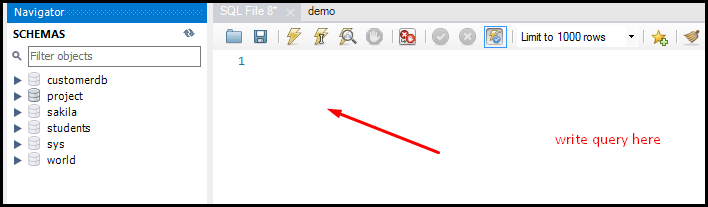 Navigator
SCHEMAS
Filter objects
customerdb
project
sakila
students
sys
world
SQL File 8* demo
Limit to 1000 rows
1
write query here